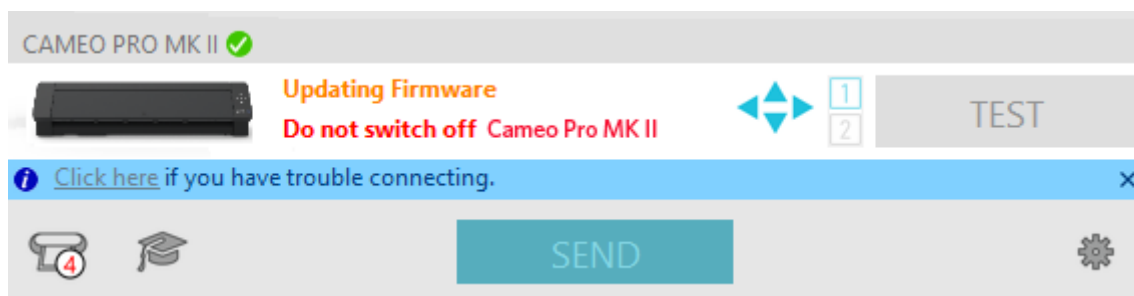 CAMEO PRO MK II
Updating Firmware
Do not switch off Cameo Pro MK II
1
2
TEST
Click here if you have trouble connecting.
4
SEND